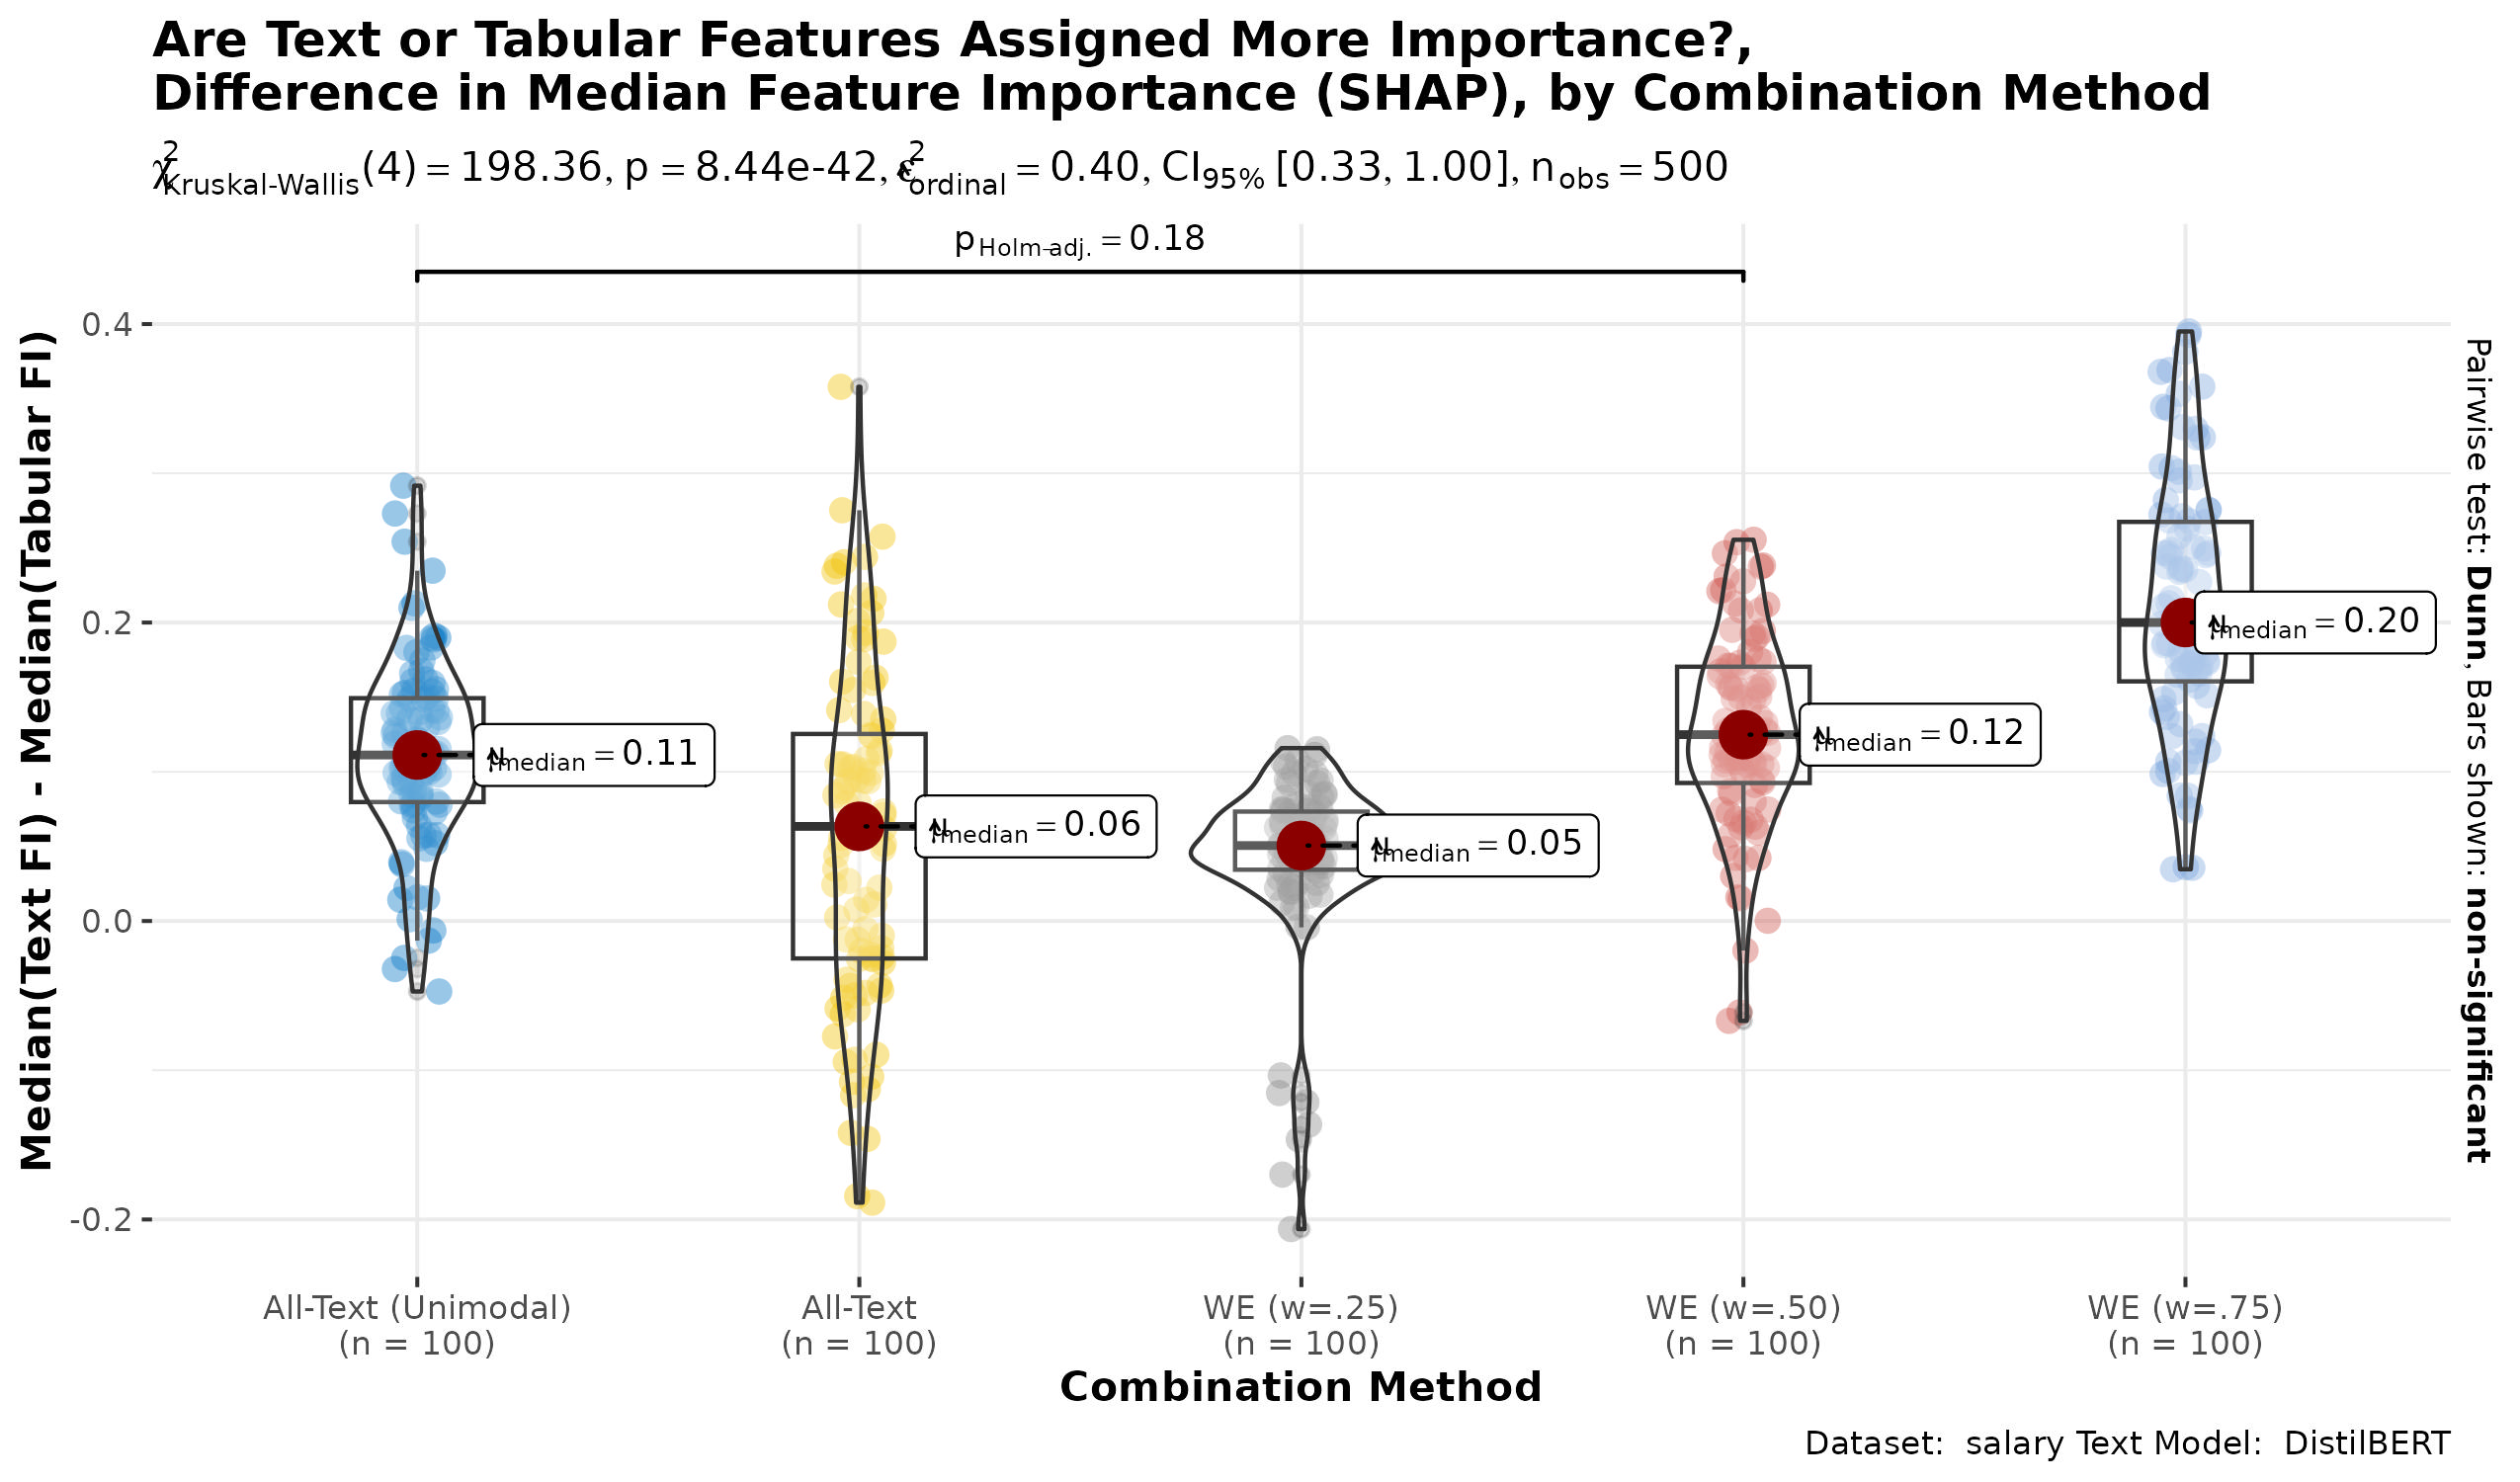 Are Text or Tabular Features Assigned More Importance?,
Difference in Median Feature Importance (SHAP), by Combination Method
χ²Kruskal-Wallis(4) = 198.36, p = 8.44e-42, ε̂²ordinal = 0.40, CI95% [0.33, 1.00], nobs = 500
pHolm-adj. = 0.18
Median(Text FI) - Median(Tabular FI)
0.4
0.2
0.0
-0.2
μ̂median = 0.11
μ̂median = 0.06
μ̂median = 0.05
μ̂median = 0.12
μ̂median = 0.20
Pairwise test: Dunn, Bars shown: non-significant
All-Text (Unimodal)
(n = 100)
All-Text
(n = 100)
WE (w=.25)
(n = 100)
WE (w=.50)
(n = 100)
WE (w=.75)
(n = 100)
Combination Method
Dataset:  salary Text Model:  DistilBERT